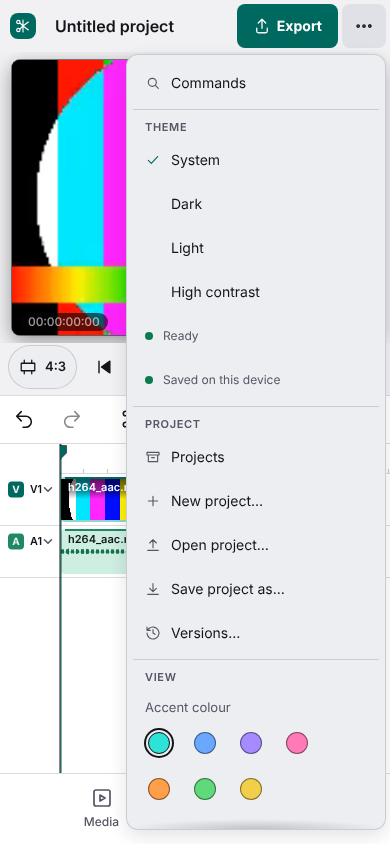 Untitled project
Export
Commands
THEME
System
Dark
Light
High contrast
Ready
Saved on this device
PROJECT
Projects
New project...
Open project...
Save project as...
Versions...
VIEW
Accent colour
00:00:00:00
4:3
V V1
h264_aac.
A A1
h264_aac.
Media